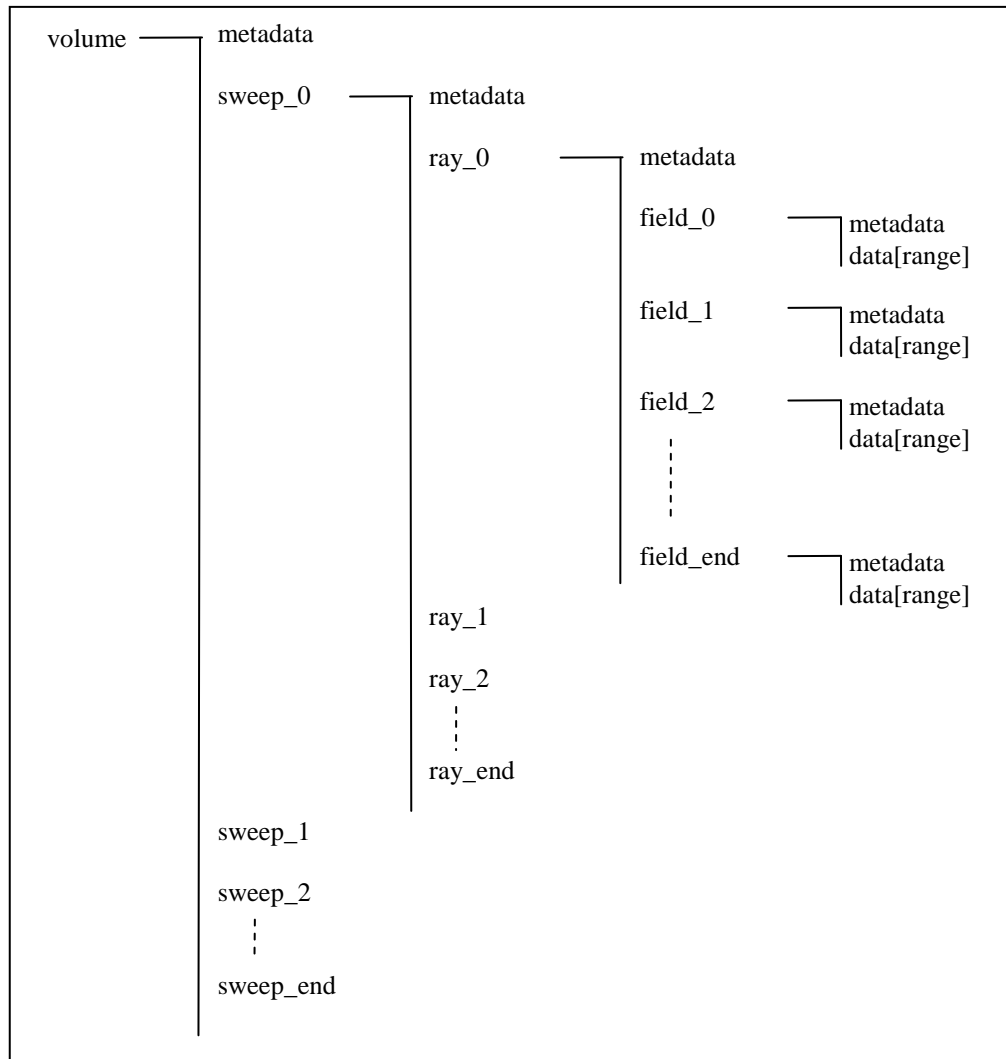 volume
metadata
sweep_0
metadata
ray_0
metadata
field_0
metadata
data[range]
field_1
metadata
data[range]
field_2
metadata
data[range]
field_end
metadata
data[range]
ray_1
ray_2
ray_end
sweep_1
sweep_2
sweep_end